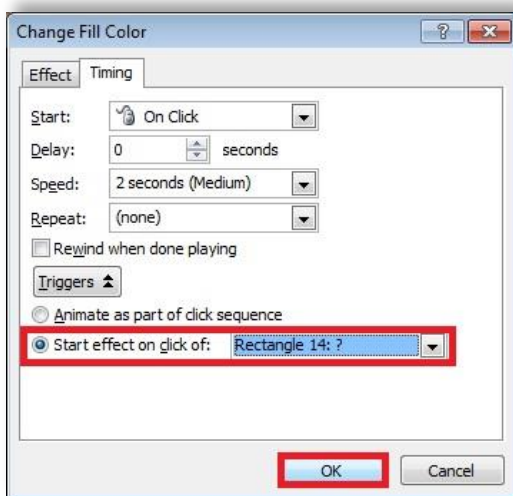 Change Fill Color
Effect Timing
Start: On Click
Delay: 0 seconds
Speed: 2 seconds (Medium)
Repeat: (none)
Rewind when done playing
Triggers
Animate as part of click sequence
Start effect on click of: Rectangle 14: ?
OK Cancel